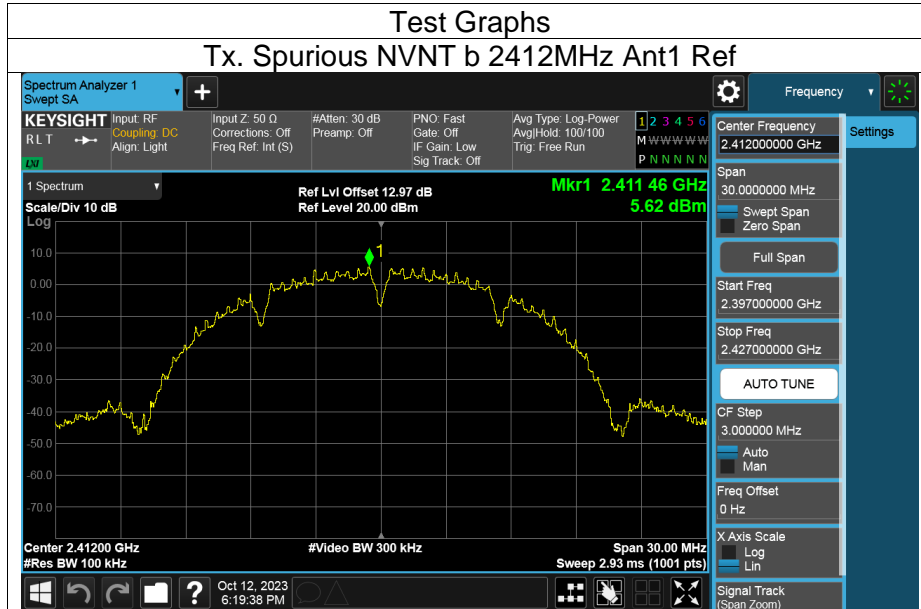 Test Graphs
Tx. Spurious NVNT b 2412MHz Ant1 Ref
Spectrum Analyzer 1
Swept SA
+
Frequency
KEYSIGHT
RLT
LXI
Input: RF
Coupling: DC
Align: Light
Input Z: 50 Ω
Corrections: Off
Freq Ref: Int (S)
#Atten: 30 dB
Preamp: Off
PNO: Fast
Gate: Off
IF Gain: Low
Sig Track: Off
Avg Type: Log-Power
Avg|Hold: 100/100
Trig: Free Run
1 2 3 4 5 6
M W W W W W
P N N N N N
1 Spectrum
Scale/Div 10 dB
Log
Ref Lvl Offset 12.97 dB
Ref Level 20.00 dBm
Mkr1 2.411 46 GHz
5.62 dBm
1
10.0
0.00
-10.0
-20.0
-30.0
-40.0
-50.0
-60.0
-70.0
Center 2.41200 GHz
#Res BW 100 kHz
#Video BW 300 kHz
Span 30.00 MHz
Sweep 2.93 ms (1001 pts)
Oct 12, 2023
6:19:38 PM
?
Settings
Center Frequency
2.412000000 GHz
Span
30.0000000 MHz
Swept Span
Zero Span
Full Span
Start Freq
2.397000000 GHz
Stop Freq
2.427000000 GHz
AUTO TUNE
CF Step
3.000000 MHz
Auto
Man
Freq Offset
0 Hz
X Axis Scale
Log
Lin
Signal Track
(Span Zoom)